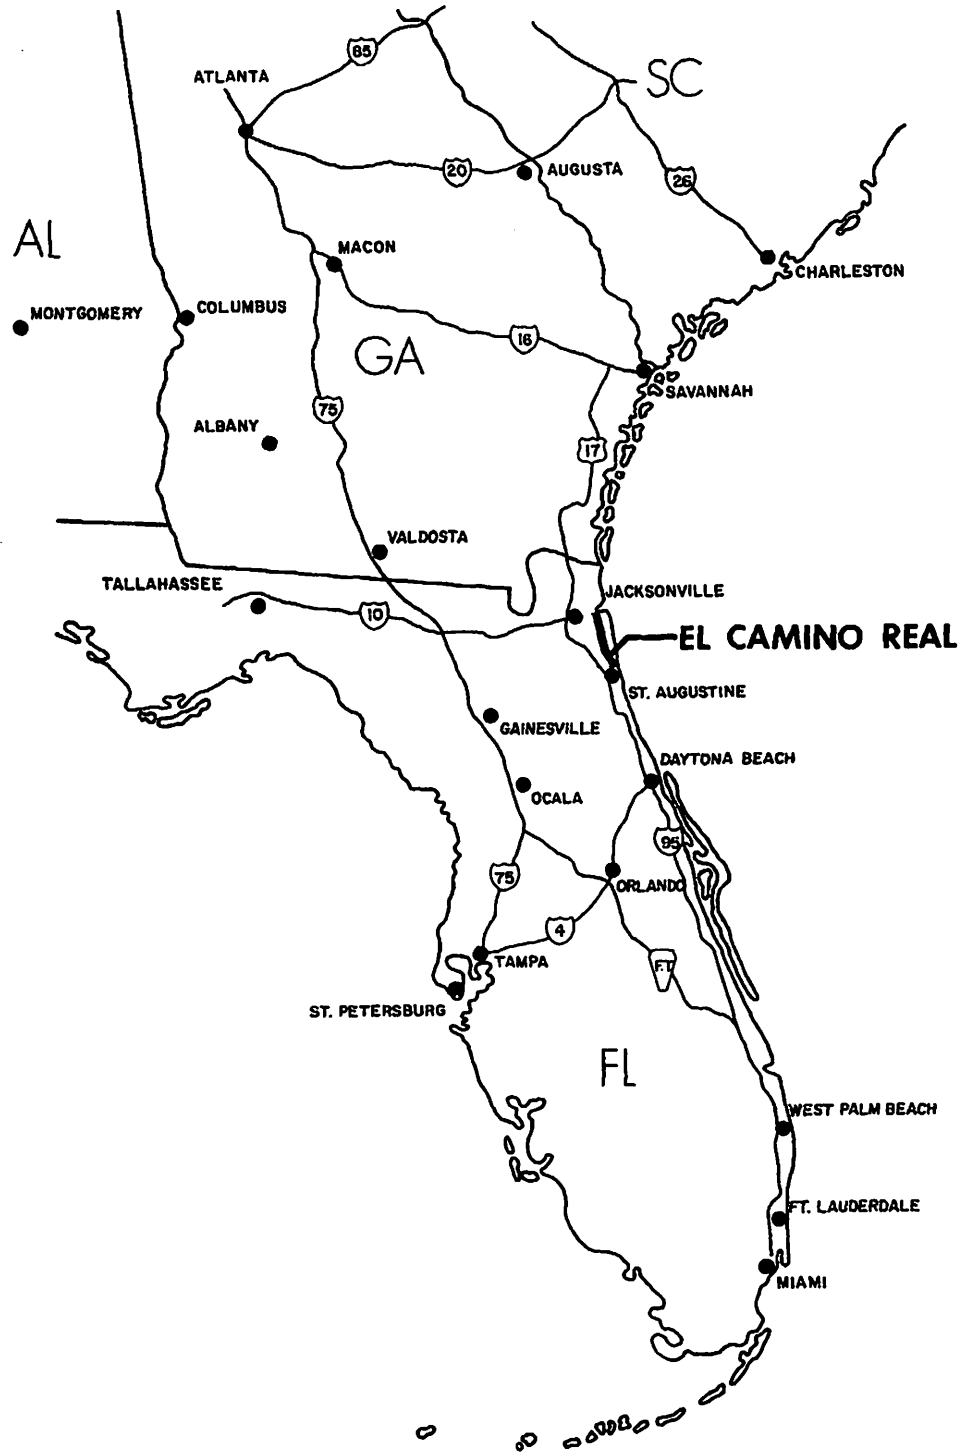 85
SC
ATLANTA
20
AUGUSTA
26
AL
MACON
CHARLESTON
MONTGOMERY
COLUMBUS
16
GA
SAVANNAH
75
ALBANY
17
VALDOSTA
TALLAHASSEE
JACKSONVILLE
10
EL CAMINO REAL
ST. AUGUSTINE
GAINESVILLE
DAYTONA BEACH
OCALA
95
75
ORLANDO
4
TAMPA
F.T.
ST. PETERSBURG
FL
WEST PALM BEACH
FT. LAUDERDALE
MIAMI